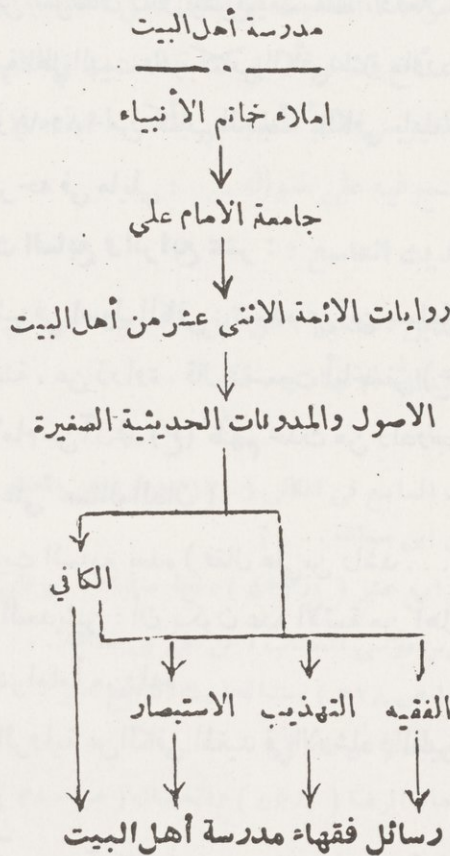 مدرسة أهل البيت
املاء خاتم الأنبياء
جامعة الامام علي
روايات الائمة الاثنى عشر من أهل البيت
الاصول والمدونات الحديثية الصغيرة
الكافي
الفقيه التهذيب الاستبصار
رسائل فقهاء مدرسة أهل البيت